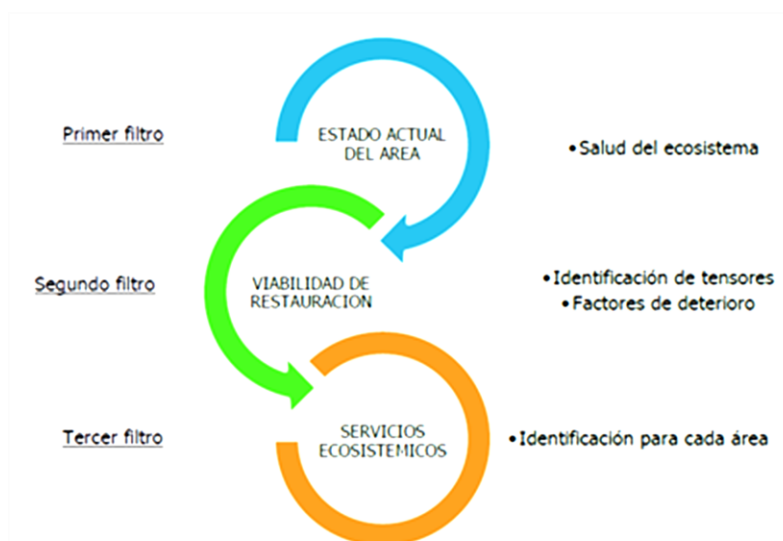 Primer filtro
ESTADO ACTUAL
DEL AREA
• Salud del ecosistema
Segundo filtro
VIABILIDAD DE
RESTAURACION
• Identificación de tensores
• Factores de deterioro
Tercer filtro
SERVICIOS
ECOSISTEMICOS
• Identificación para cada área